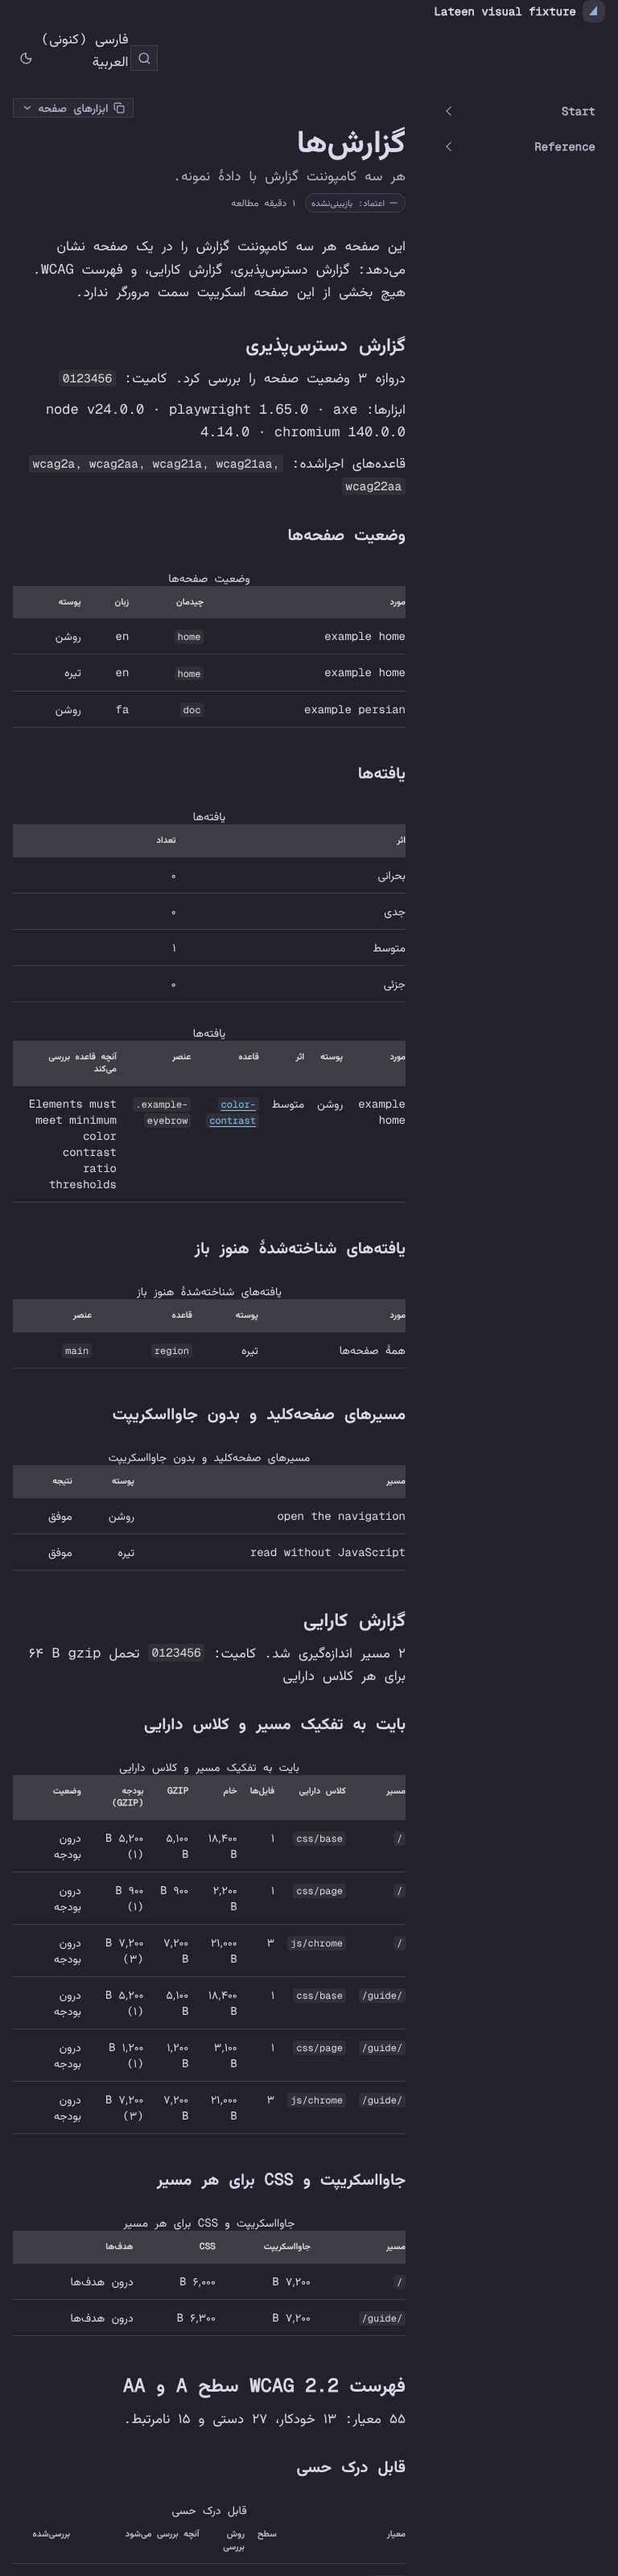 Lateen visual fixture
فارسی (کنونی)
العربية
Start
Reference
ابزارهای صفحه
گزارش‌ها
هر سه کامپوننت گزارش با دادهٔ نمونه.
— اعتماد: بازبینی‌نشده
۱ دقیقه مطالعه
این صفحه هر سه کامپوننت گزارش را در یک صفحه نشان
می‌دهد: گزارش دسترس‌پذیری، گزارش کارایی، و فهرست WCAG.
هیچ بخشی از این صفحه اسکریپت سمت مرورگر ندارد.
گزارش دسترس‌پذیری
دروازه ۳ وضعیت صفحه را بررسی کرد. کامیت: 0123456
ابزارها: node v24.0.0 · playwright 1.65.0 · axe
4.14.0 · chromium 140.0.0
قاعده‌های اجراشده: wcag2a, wcag2aa, wcag21a, wcag21aa,
wcag22aa
وضعیت صفحه‌ها
وضعیت صفحه‌ها
مورد چیدمان زبان پوسته
example home home en روشن
example home home en تیره
example persian doc fa روشن
یافته‌ها
یافته‌ها
اثر تعداد
بحرانی ۰
جدی ۰
متوسط ۱
جزئی ۰
یافته‌ها
مورد پوسته اثر قاعده عنصر آنچه قاعده بررسی
می‌کند
example روشن متوسط color- .example- Elements must
home contrast eyebrow meet minimum
color
contrast
ratio
thresholds
یافته‌های شناخته‌شدهٔ هنوز باز
یافته‌های شناخته‌شدهٔ هنوز باز
مورد پوسته قاعده عنصر
همهٔ صفحه‌ها تیره region main
مسیرهای صفحه‌کلید و بدون جاوااسکریپت
مسیرهای صفحه‌کلید و بدون جاوااسکریپت
مسیر پوسته نتیجه
open the navigation روشن موفق
read without JavaScript تیره موفق
گزارش کارایی
۲ مسیر اندازه‌گیری شد. کامیت: 0123456 تحمل ۶۴ B gzip
برای هر کلاس دارایی
بایت به تفکیک مسیر و کلاس دارایی
بایت به تفکیک مسیر و کلاس دارایی
مسیر کلاس دارایی فایل‌ها خام GZIP بودجه وضعیت
(GZIP)
/ css/base ۱ ۱۸٬۴۰۰ ۵٬۱۰۰ ۵٬۲۰۰ B درون
B B (۱) بودجه
/ css/page ۱ ۲٬۲۰۰ ۹۰۰ B ۹۰۰ B درون
B (۱) بودجه
/ js/chrome ۳ ۲۱٬۰۰۰ ۷٬۲۰۰ ۷٬۲۰۰ B درون
B B (۳) بودجه
/guide/ css/base ۱ ۱۸٬۴۰۰ ۵٬۱۰۰ ۵٬۲۰۰ B درون
B B (۱) بودجه
/guide/ css/page ۱ ۳٬۱۰۰ ۱٬۲۰۰ ۱٬۲۰۰ B درون
B B (۱) بودجه
/guide/ js/chrome ۳ ۲۱٬۰۰۰ ۷٬۲۰۰ ۷٬۲۰۰ B درون
B B (۳) بودجه
جاوااسکریپت و CSS برای هر مسیر
جاوااسکریپت و CSS برای هر مسیر
مسیر جاوااسکریپت CSS هدف‌ها
/ ۷٬۲۰۰ B ۶٬۰۰۰ B درون هدف‌ها
/guide/ ۷٬۲۰۰ B ۶٬۳۰۰ B درون هدف‌ها
فهرست WCAG 2.2 سطح A و AA
۵۵ معیار: ۱۳ خودکار، ۲۷ دستی و ۱۵ نامرتبط.
قابل درک حسی
قابل درک حسی
معیار سطح روش آنچه بررسی می‌شود بررسی‌شده
بررسی